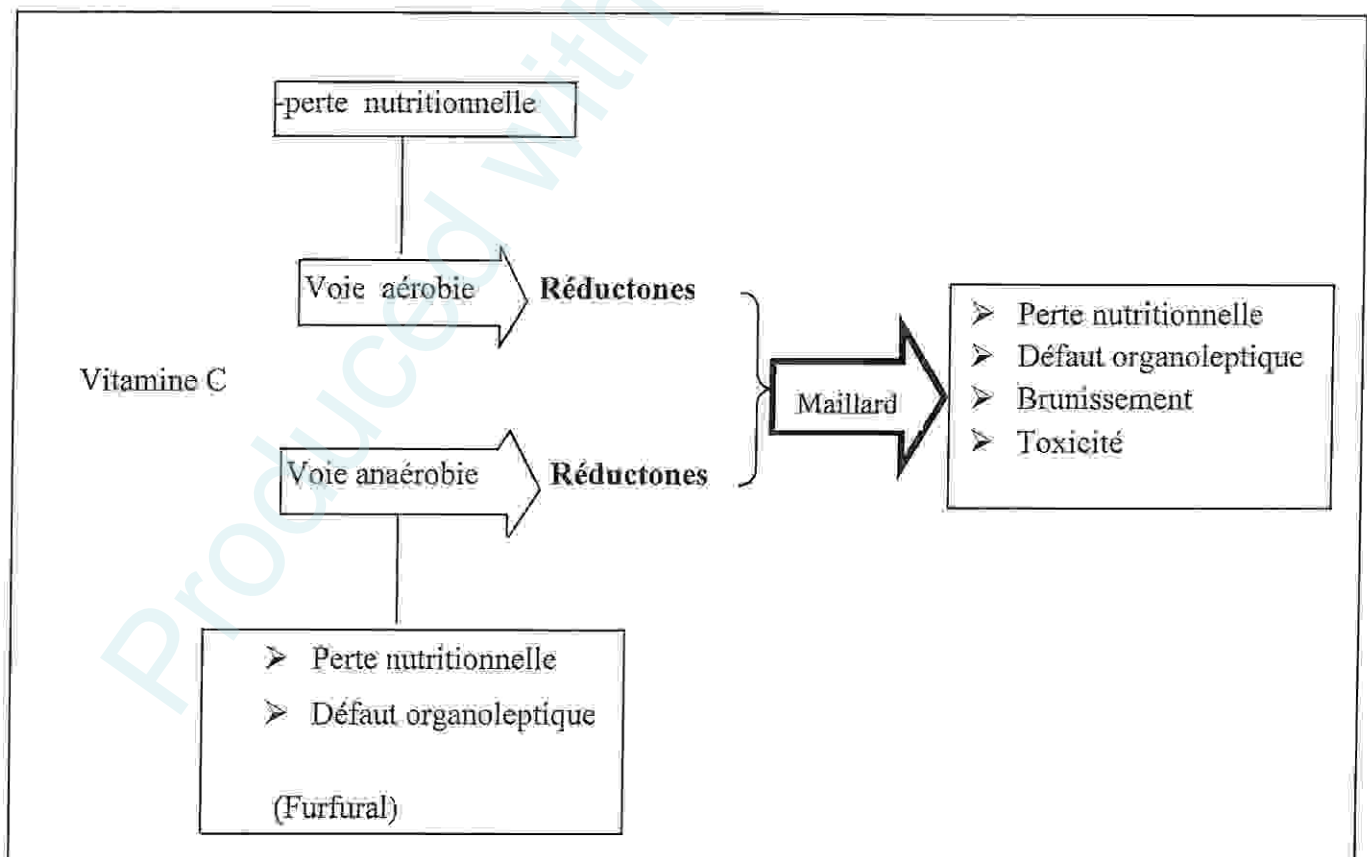 Produced with
-perte nutritionnelle
Voie aérobie
Réductones
Vitamine C
Maillard
➢ Perte nutritionnelle
➢ Défaut organoleptique
➢ Brunissement
➢ Toxicité
Voie anaérobie
Réductones
➢ Perte nutritionnelle
➢ Défaut organoleptique
(Furfural)